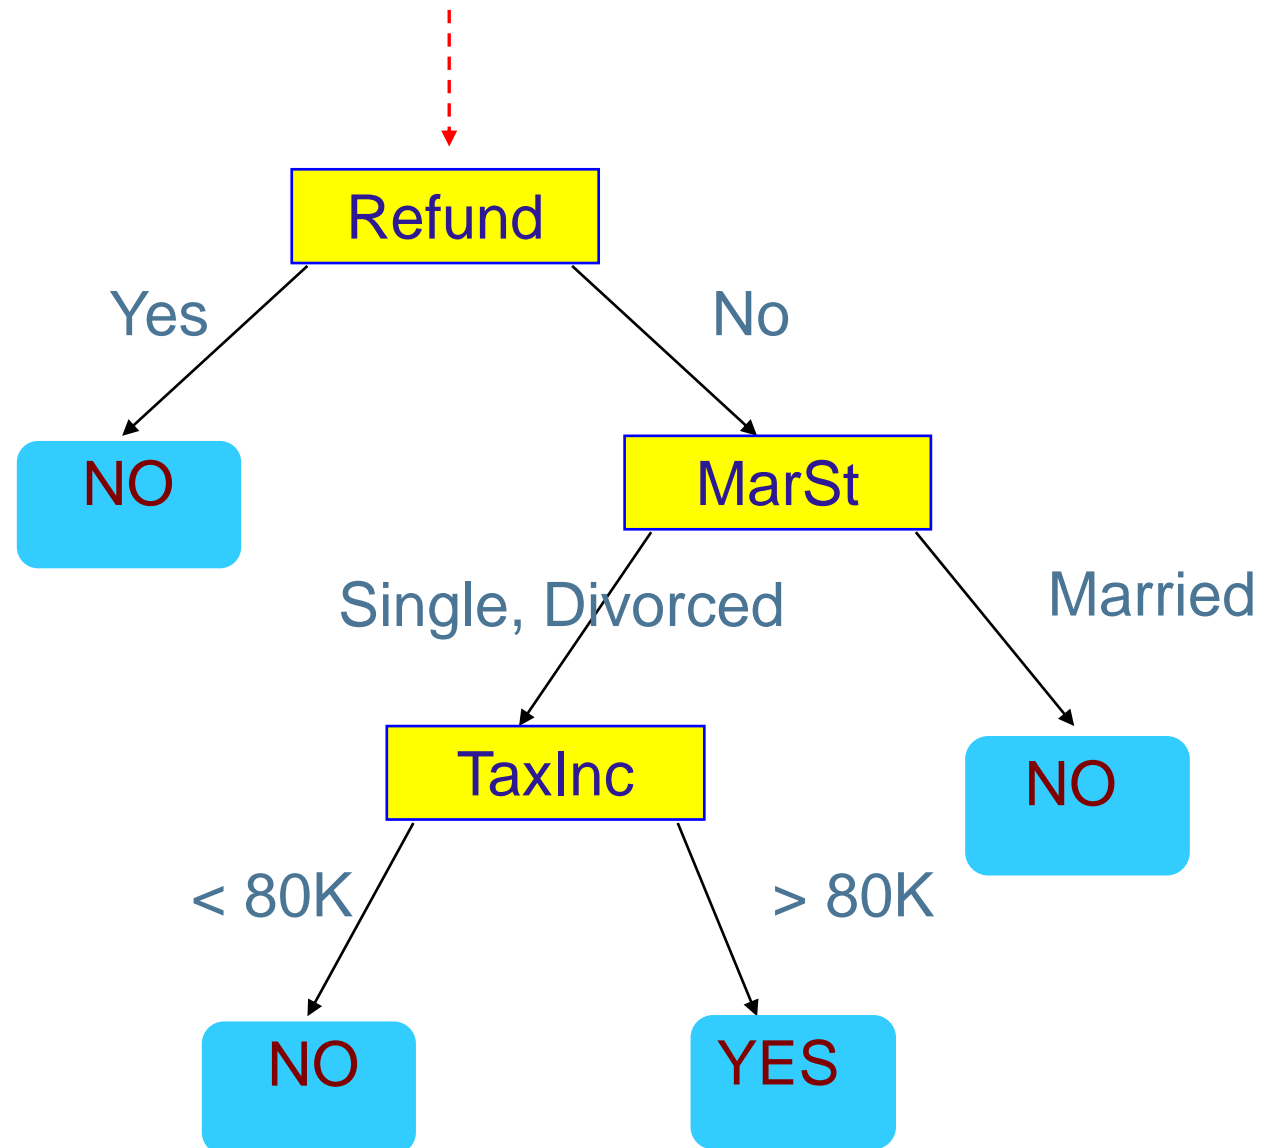 Refund
Yes
No
NO
MarSt
Single, Divorced
Married
TaxInc
NO
< 80K
> 80K
NO
YES